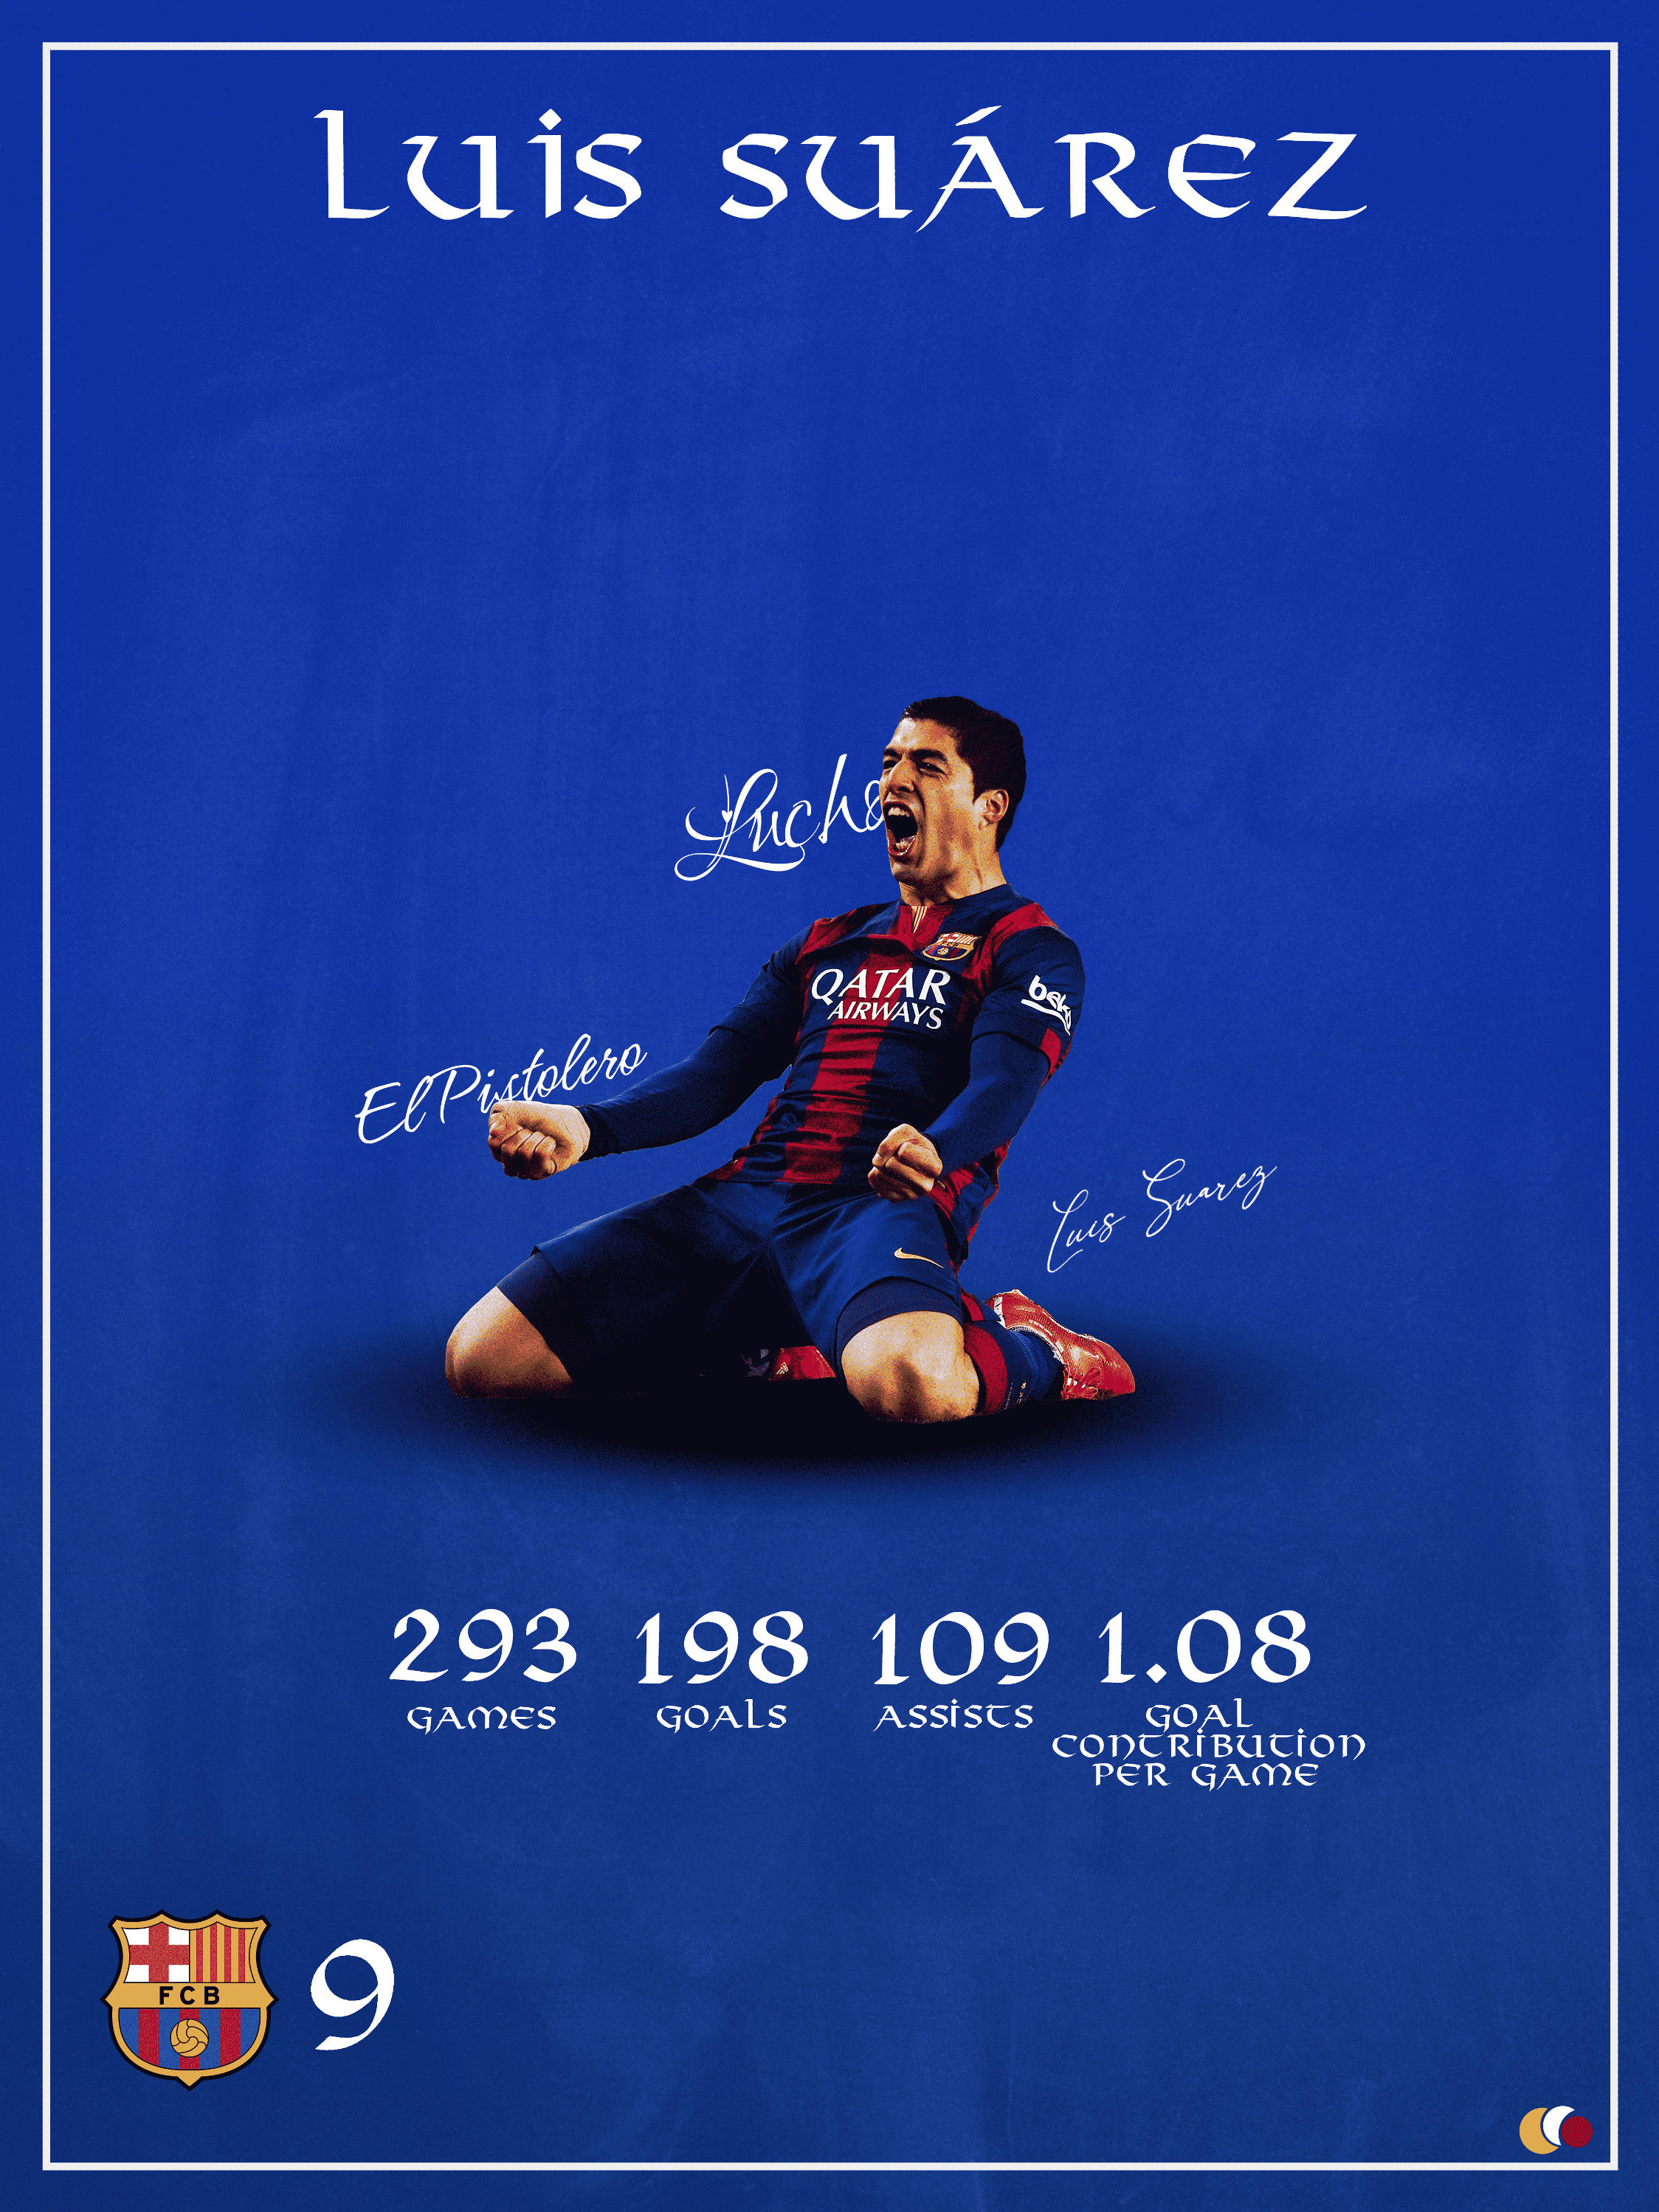 LUIS SUÁREZ
Lucho
QATAR
AIRWAYS
beko
El Pistolero
Luis Suarez
293 198 109 1.08
GAMES GOALS ASSISTS GOAL
CONTRIBUTION
PER GAME
FCB
9